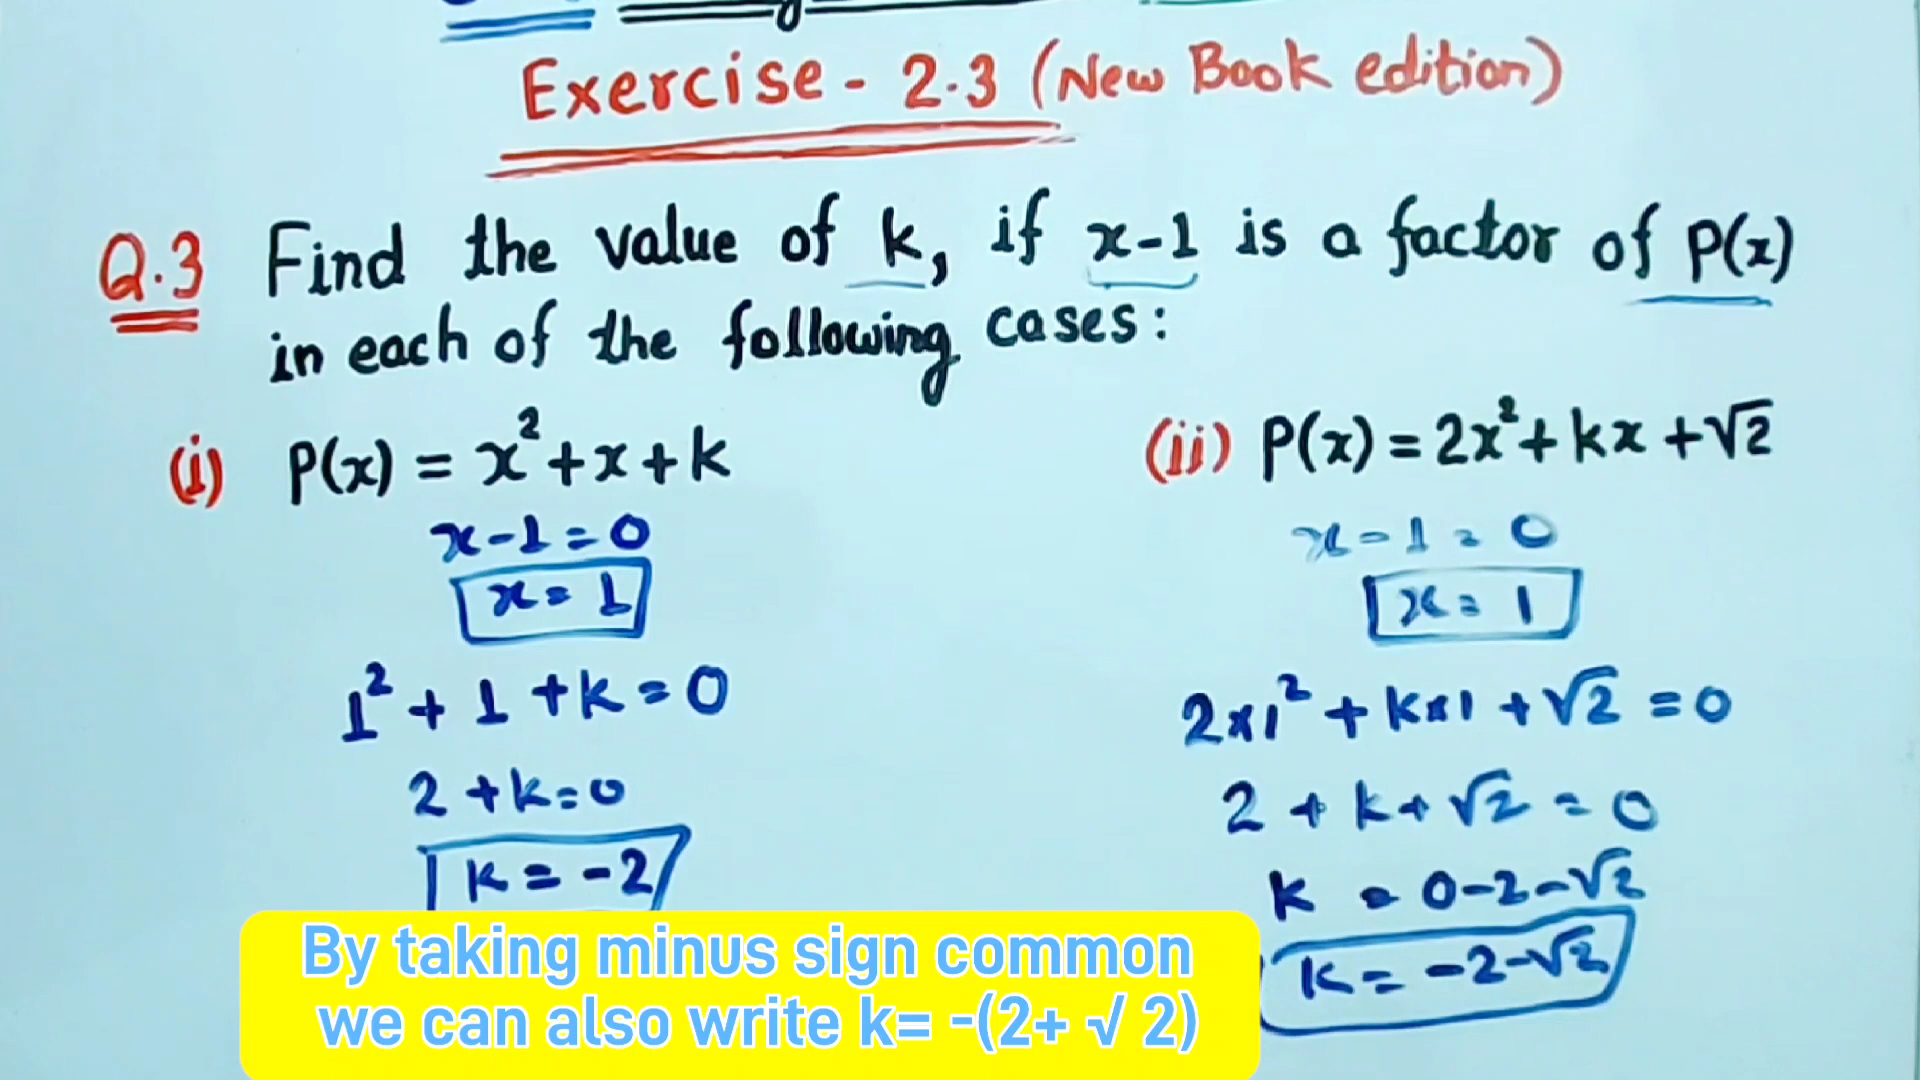 Exercise - 2.3 (New Book edition)
Q.3 Find the value of k, if x-1 is a factor of P(x)
in each of the following cases:
(i) P(x) = x²+x+k
x-1=0
x=1
1²+1+k=0
2+k=0
k=-2
(ii) P(x)=2x²+kx+√2
x-1=0
x=1
2×1²+k×1+√2=0
2+k+√2=0
k=0-2-√2
k=-2-√2
By taking minus sign common
we can also write k= -(2+ √ 2)